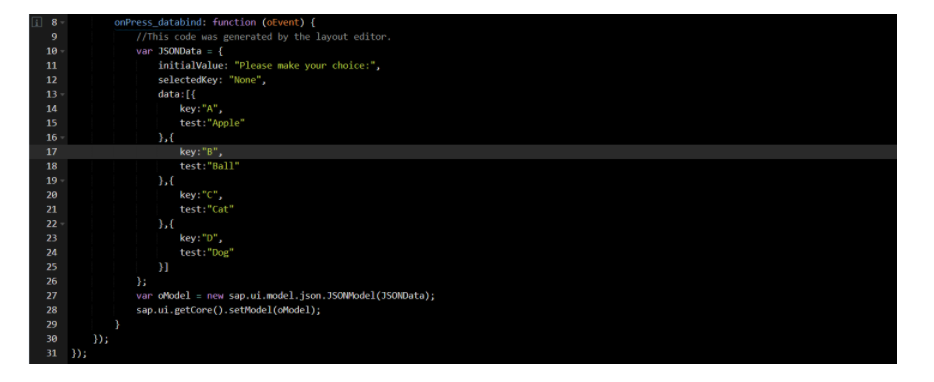 8 onPress_databind: function (oEvent) {
9 //This code was generated by the layout editor.
10 var JSONData = {
11 initialValue: "Please make your choice:",
12 selectedKey: "None",
13 data:[{
14 key:"A",
15 test:"Apple"
16 },{
17 key:"B",
18 test:"Ball"
19 },{
20 key:"C",
21 test:"Cat"
22 },{
23 key:"D",
24 test:"Dog"
25 }]
26 };
27 var oModel = new sap.ui.model.json.JSONModel(JSONData);
28 sap.ui.getCore().setModel(oModel);
29 }
30 });
31 });